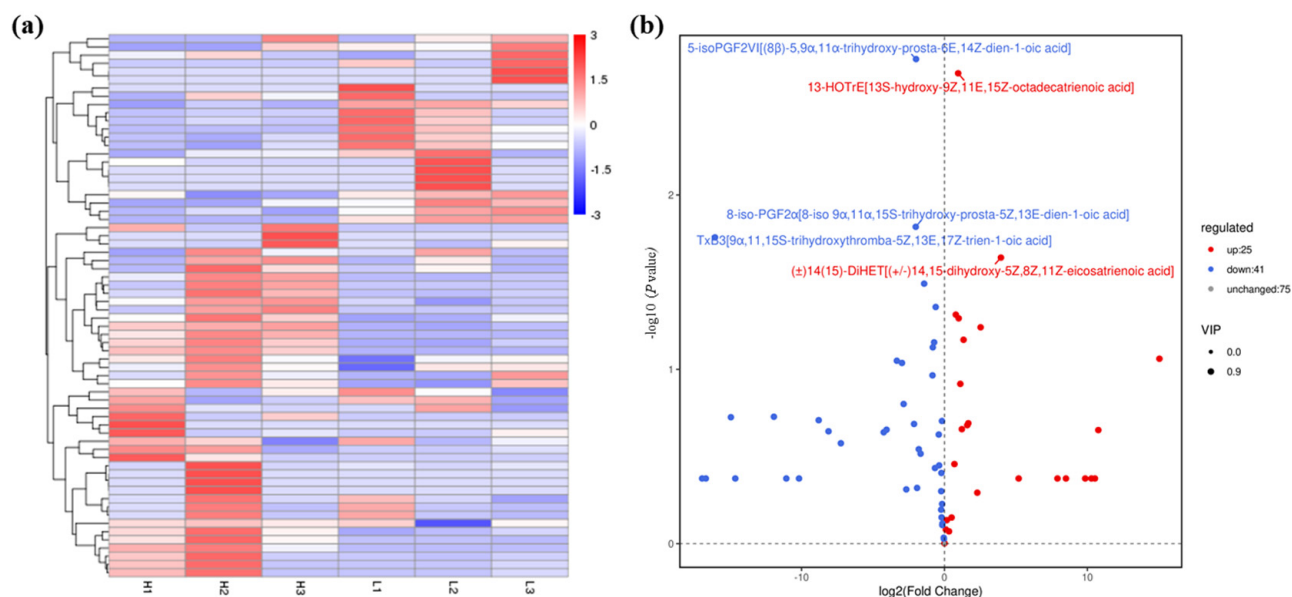 (a)
3
1.5
0
-1.5
-3
H1
H2
H3
L1
L2
L3
(b)
5-isoPGF2VI[(8β)-5,9α,11α-trihydroxy-prosta-6E,14Z-dien-1-oic acid]
13-HOTrE[13S-hydroxy-9Z,11E,15Z-octadecatrienoic acid]
8-iso-PGF2α[8-iso 9α,11α,15S-trihydroxy-prosta-5Z,13E-dien-1-oic acid]
TxB3[9α,11,15S-trihydroxythromba-5Z,13E,17Z-trien-1-oic acid]
(±)14(15)-DiHET[(+/-)14,15-dihydroxy-5Z,8Z,11Z-eicosatrienoic acid]
2
1
0
-log10 (P value)
-10
0
10
log2(Fold Change)
regulated
up:25
down:41
unchanged:75
VIP
0.0
0.9